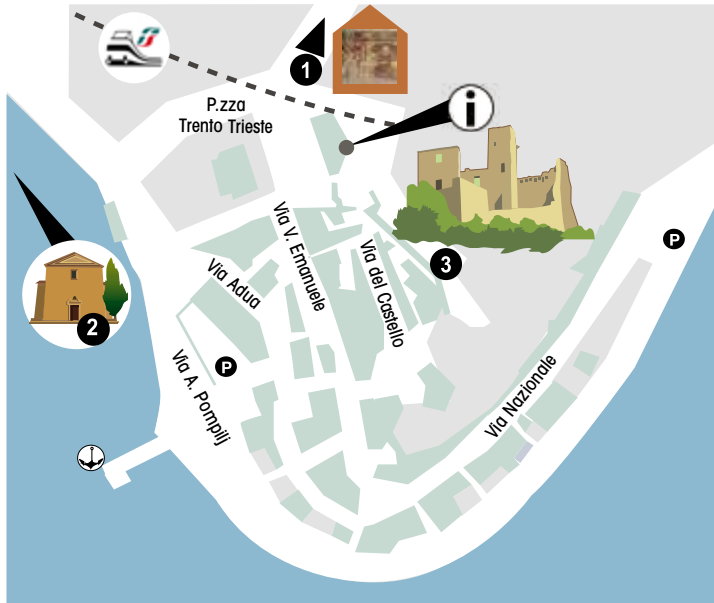 1
i
P.zza
Trento Trieste
Via V. Emanuele
Via del Castello
3
P
Via Adua
2
P
Via A. Pompilj
Via Nazionale